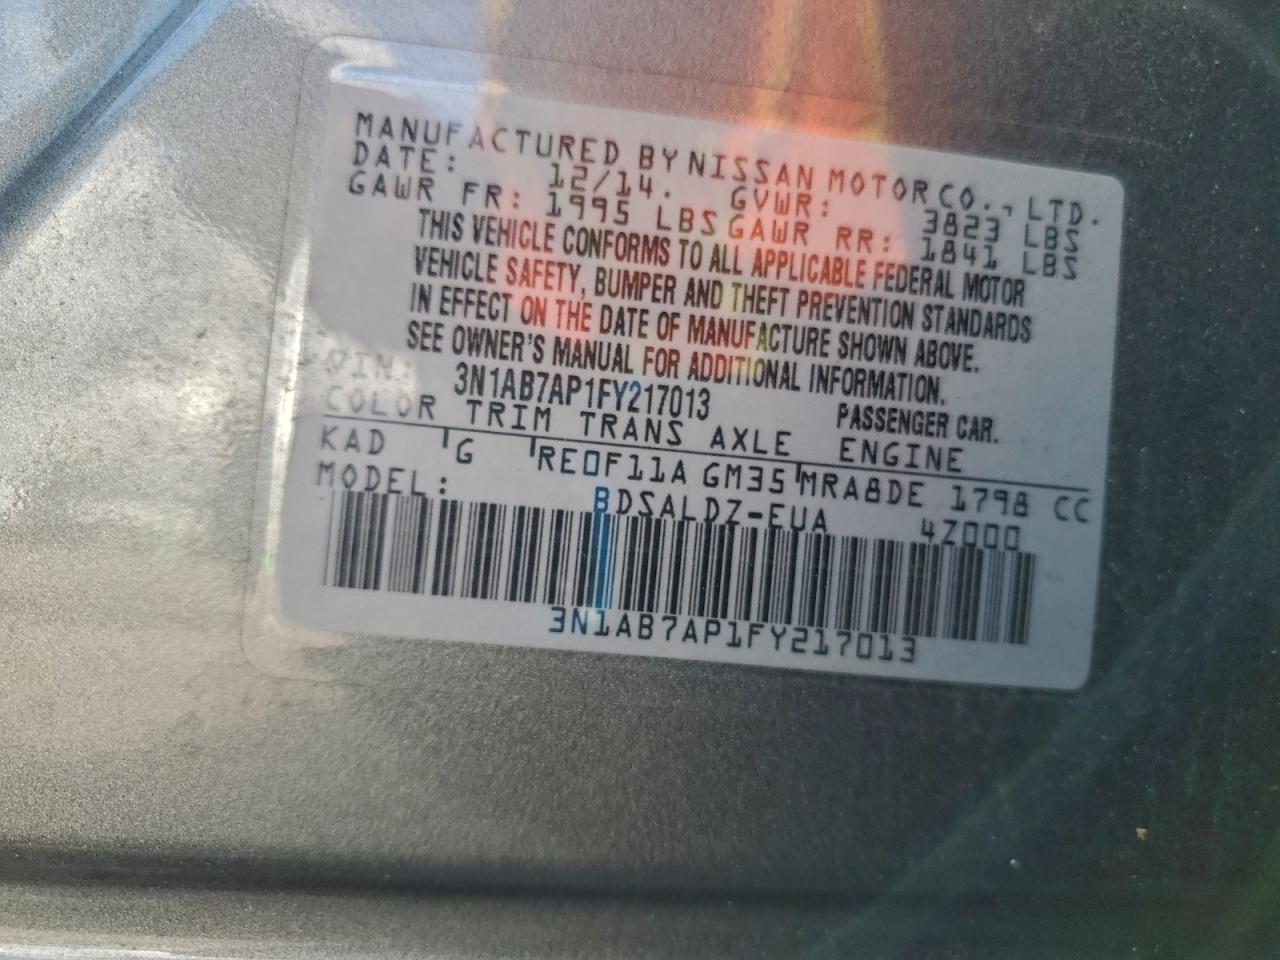 MANUFACTURED BY NISSAN MOTOR CO., LTD.
DATE: 12/14. GVWR: 3823 LBS
GAWR FR: 1995 LBS GAWR RR: 1841 LBS
THIS VEHICLE CONFORMS TO ALL APPLICABLE FEDERAL MOTOR
VEHICLE SAFETY, BUMPER AND THEFT PREVENTION STANDARDS
IN EFFECT ON THE DATE OF MANUFACTURE SHOWN ABOVE.
SEE OWNER'S MANUAL FOR ADDITIONAL INFORMATION.
VIN: 3N1AB7AP1FY217013 PASSENGER CAR.
COLOR TRIM TRANS AXLE ENGINE
KAD G RE0F11A GM35 MRA8DE 1798 CC
MODEL: BDSALDZ-EUA 4Z000
3N1AB7AP1FY217013